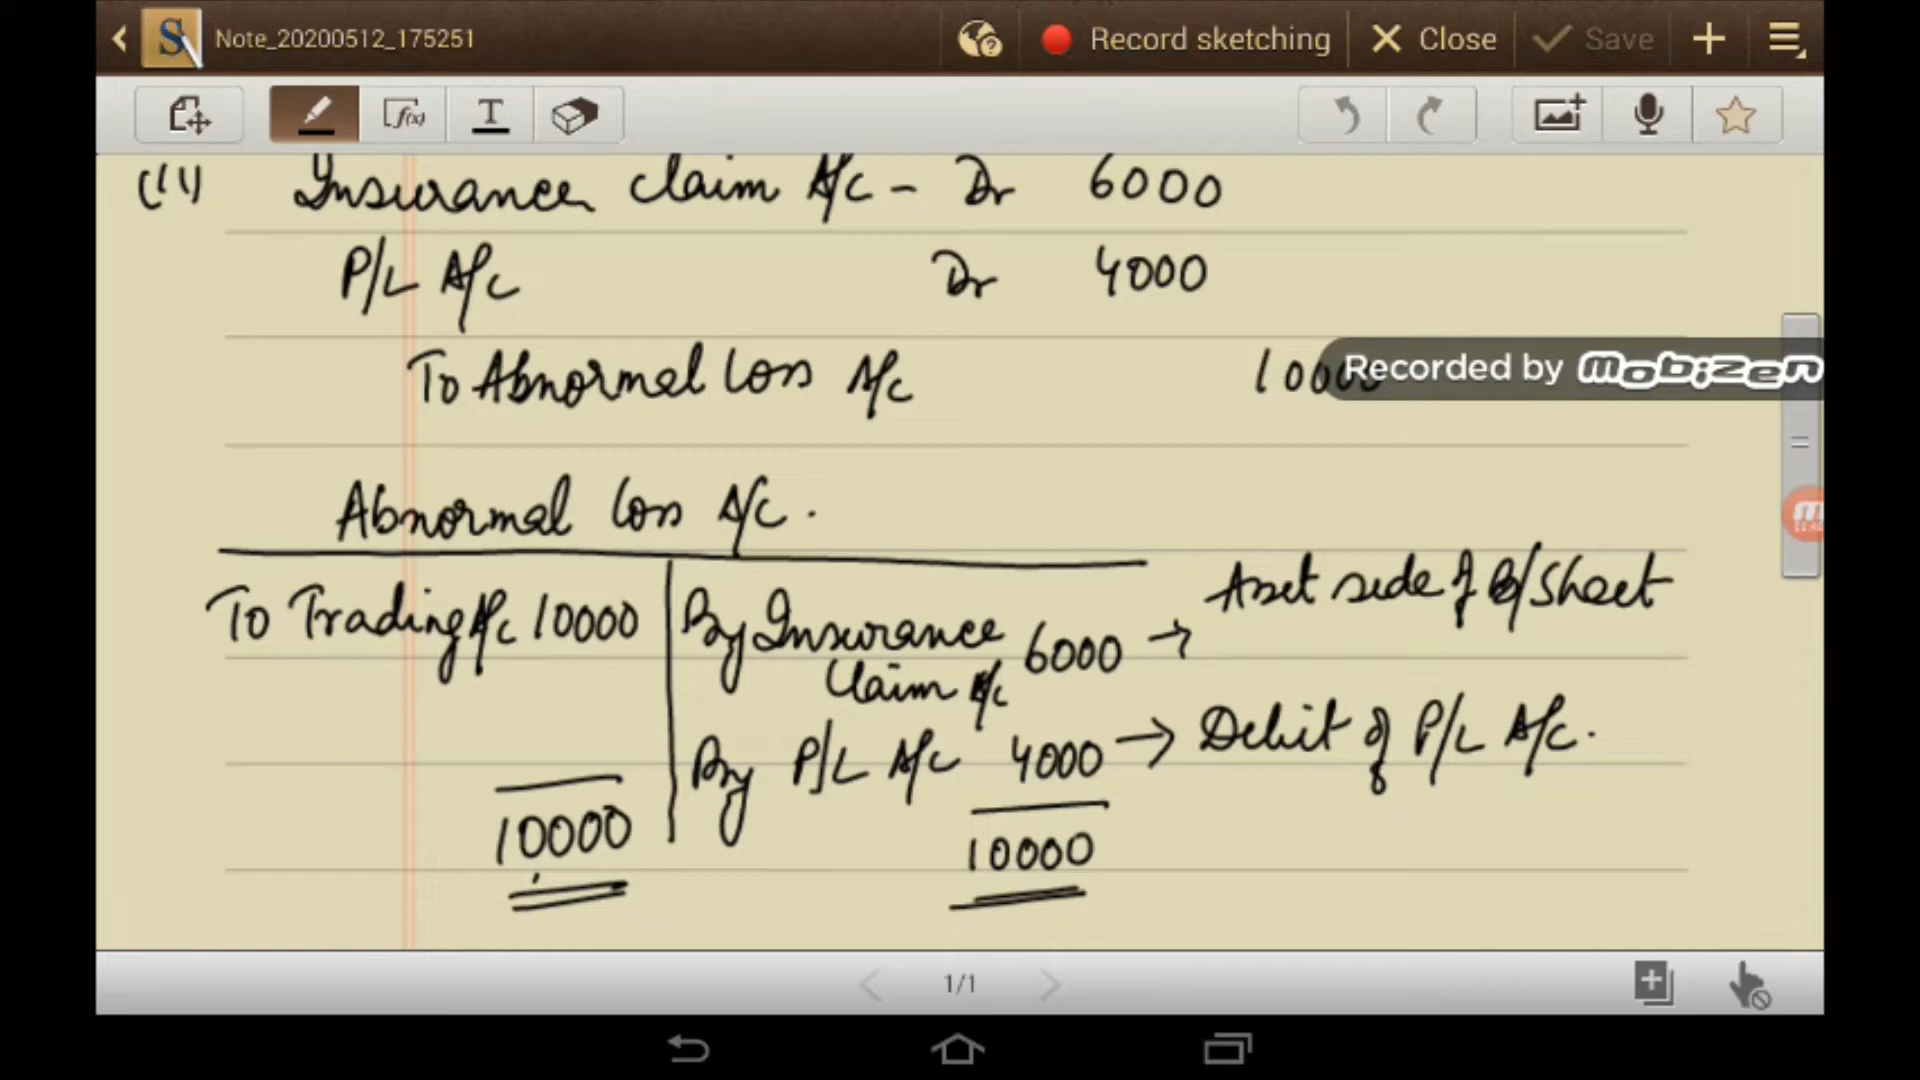 Note_20200512_175251
Record sketching
Close
Save
(11) Insurance Claim A/c - Dr 6000
P/L A/c Dr 4000
To Abnormal Loss A/c 10000
Recorded by mobizen
Abnormal Loss A/c.
To Trading A/c 10000
By Insurance Claim A/c 6000 → Asset side of B/Sheet
By P/L A/c 4000 → Debit of P/L A/c.
10000
10000
1/1